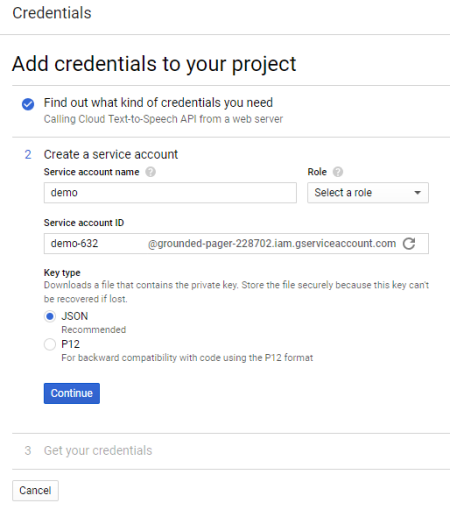 Credentials
Add credentials to your project
Find out what kind of credentials you need
Calling Cloud Text-to-Speech API from a web server
2 Create a service account
Service account name ? Role ?
demo Select a role
Service account ID
demo-632 @grounded-pager-228702.iam.gserviceaccount.com
Key type
Downloads a file that contains the private key. Store the file securely because this key can't
be recovered if lost.
JSON
Recommended
P12
For backward compatibility with code using the P12 format
Continue
3 Get your credentials
Cancel